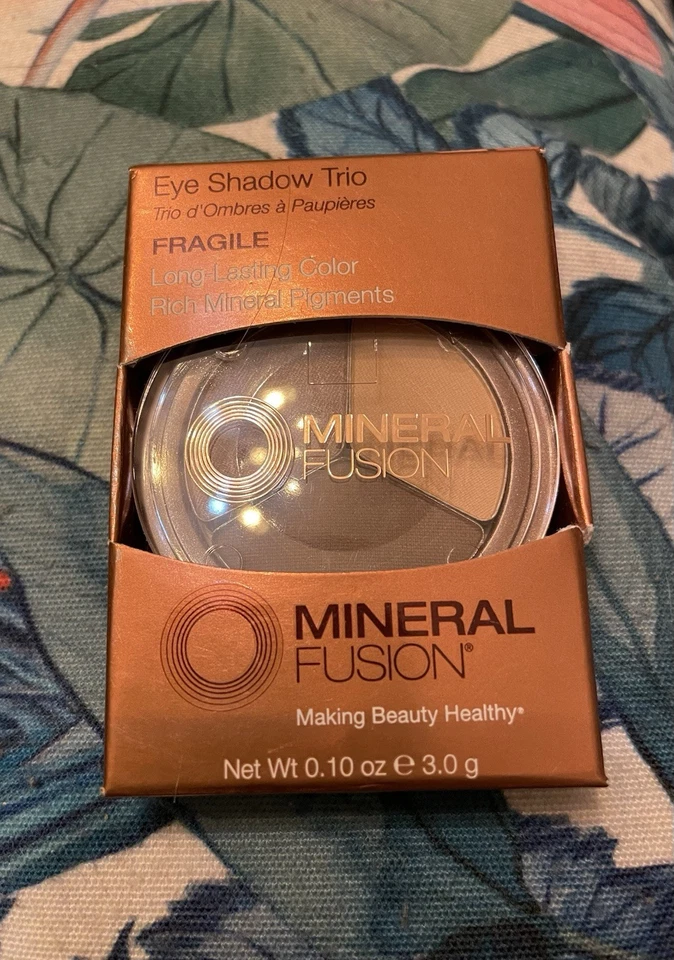 Eye Shadow Trio
Trio d'Ombres à Paupières
FRAGILE
Long-Lasting Color
Rich Mineral Pigments
MINERAL
FUSION
MINERAL
FUSION®
Making Beauty Healthy®
Net Wt 0.10 oz ℮ 3.0 g